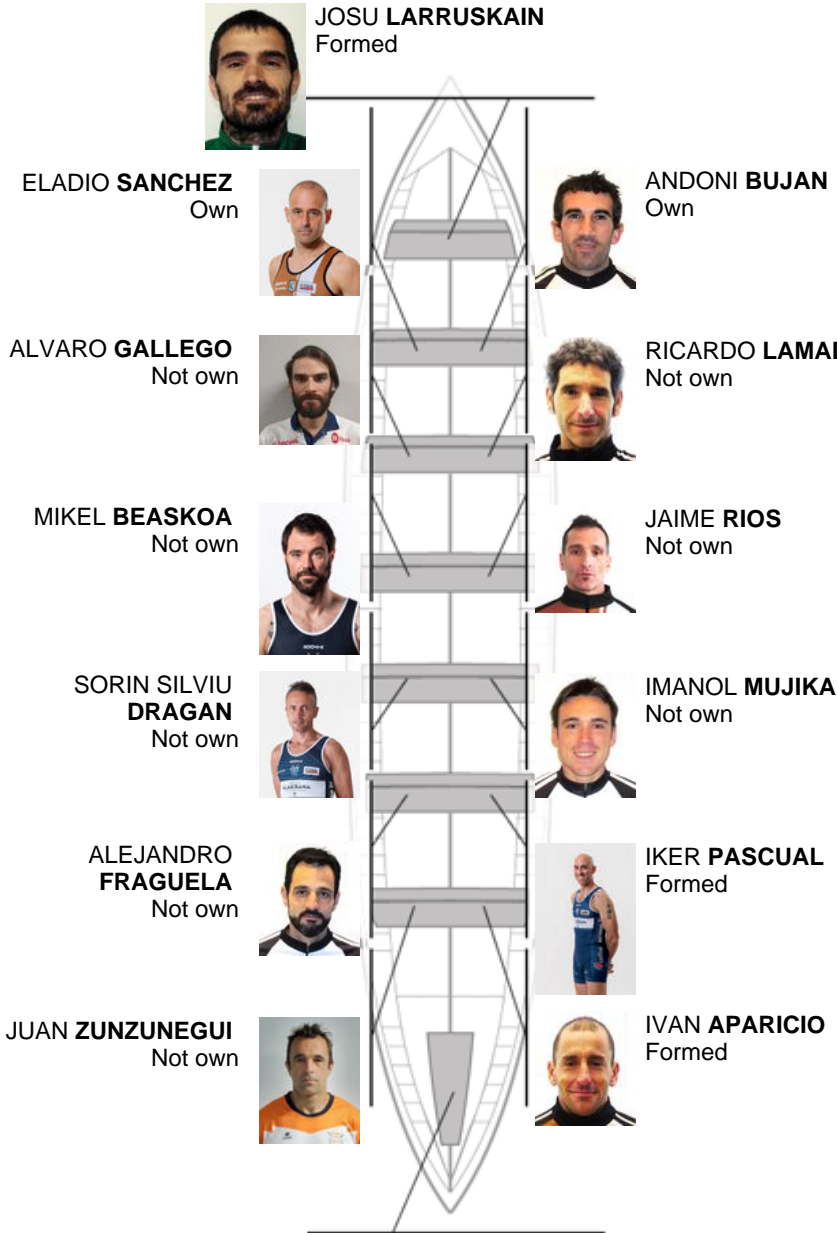 JOSU LARRUSKAIN
Formed
ELADIO SANCHEZ
Own
ANDONI BUJAN
Own
ALVARO GALLEGO
Not own
RICARDO LAMAI
Not own
MIKEL BEASKOA
Not own
JAIME RIOS
Not own
SORIN SILVIU
DRAGAN
Not own
IMANOL MUJIKA
Not own
ALEJANDRO
FRAGUELA
Not own
IKER PASCUAL
Formed
JUAN ZUNZUNEGUI
Not own
IVAN APARICIO
Formed